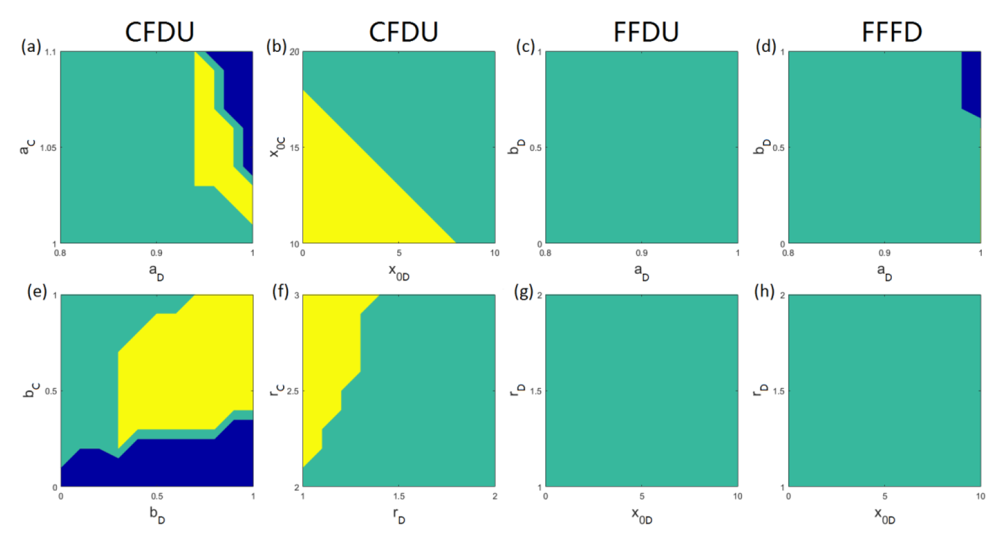 CFDU CFDU FFDU FFFD
(a) (b) (c) (d)
1.1 20 1 1
a_C 1.05 x_0C 15 b_D 0.5 b_D 0.5
1 10 0 0
0.8 0.9 1 0 5 10 0.8 0.9 1 0.8 0.9 1
a_D x_0D a_D a_D
(e) (f) (g) (h)
1 3 2 2
b_C 0.5 r_C 2.5 r_D 1.5 r_D 1.5
0 2 1 1
0 0.5 1 1 1.5 2 0 5 10 0 5 10
b_D r_D x_0D x_0D